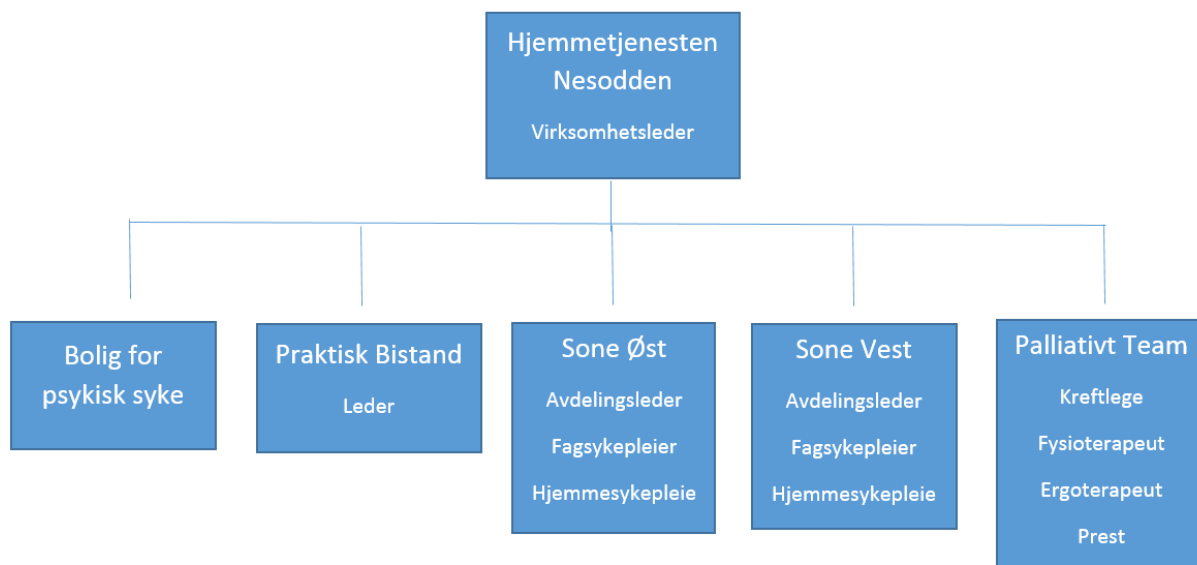 Hjemmetjenesten
Nesodden
Virksomhetsleder
Bolig for
psykisk syke
Praktisk Bistand
Leder
Sone Øst
Avdelingsleder
Fagsykepleier
Hjemmesykepleie
Sone Vest
Avdelingsleder
Fagsykepleier
Hjemmesykepleie
Palliativt Team
Kreftlege
Fysioterapeut
Ergoterapeut
Prest